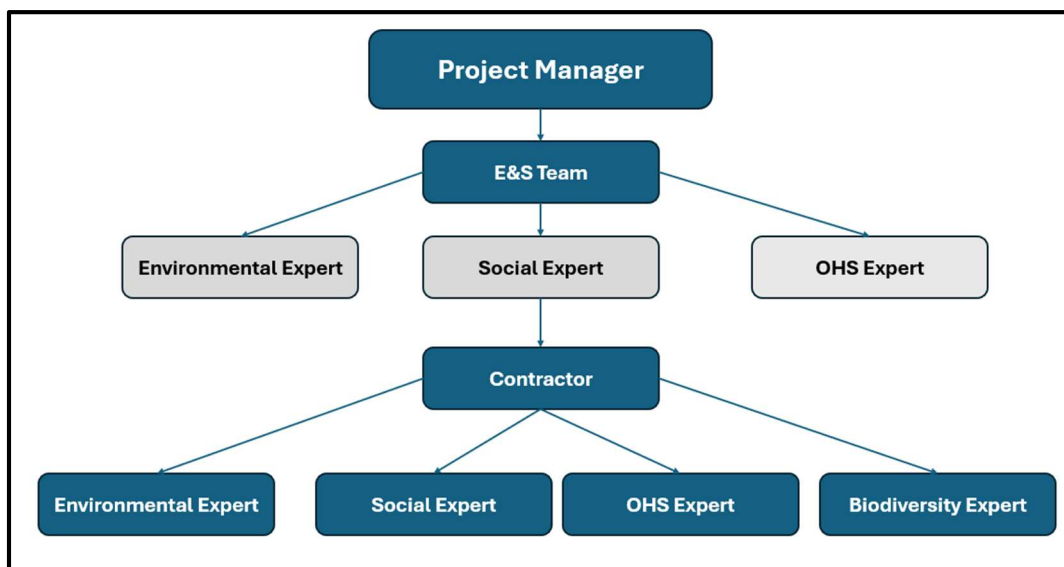 Project Manager
E&S Team
Environmental Expert
Social Expert
OHS Expert
Contractor
Environmental Expert
Social Expert
OHS Expert
Biodiversity Expert